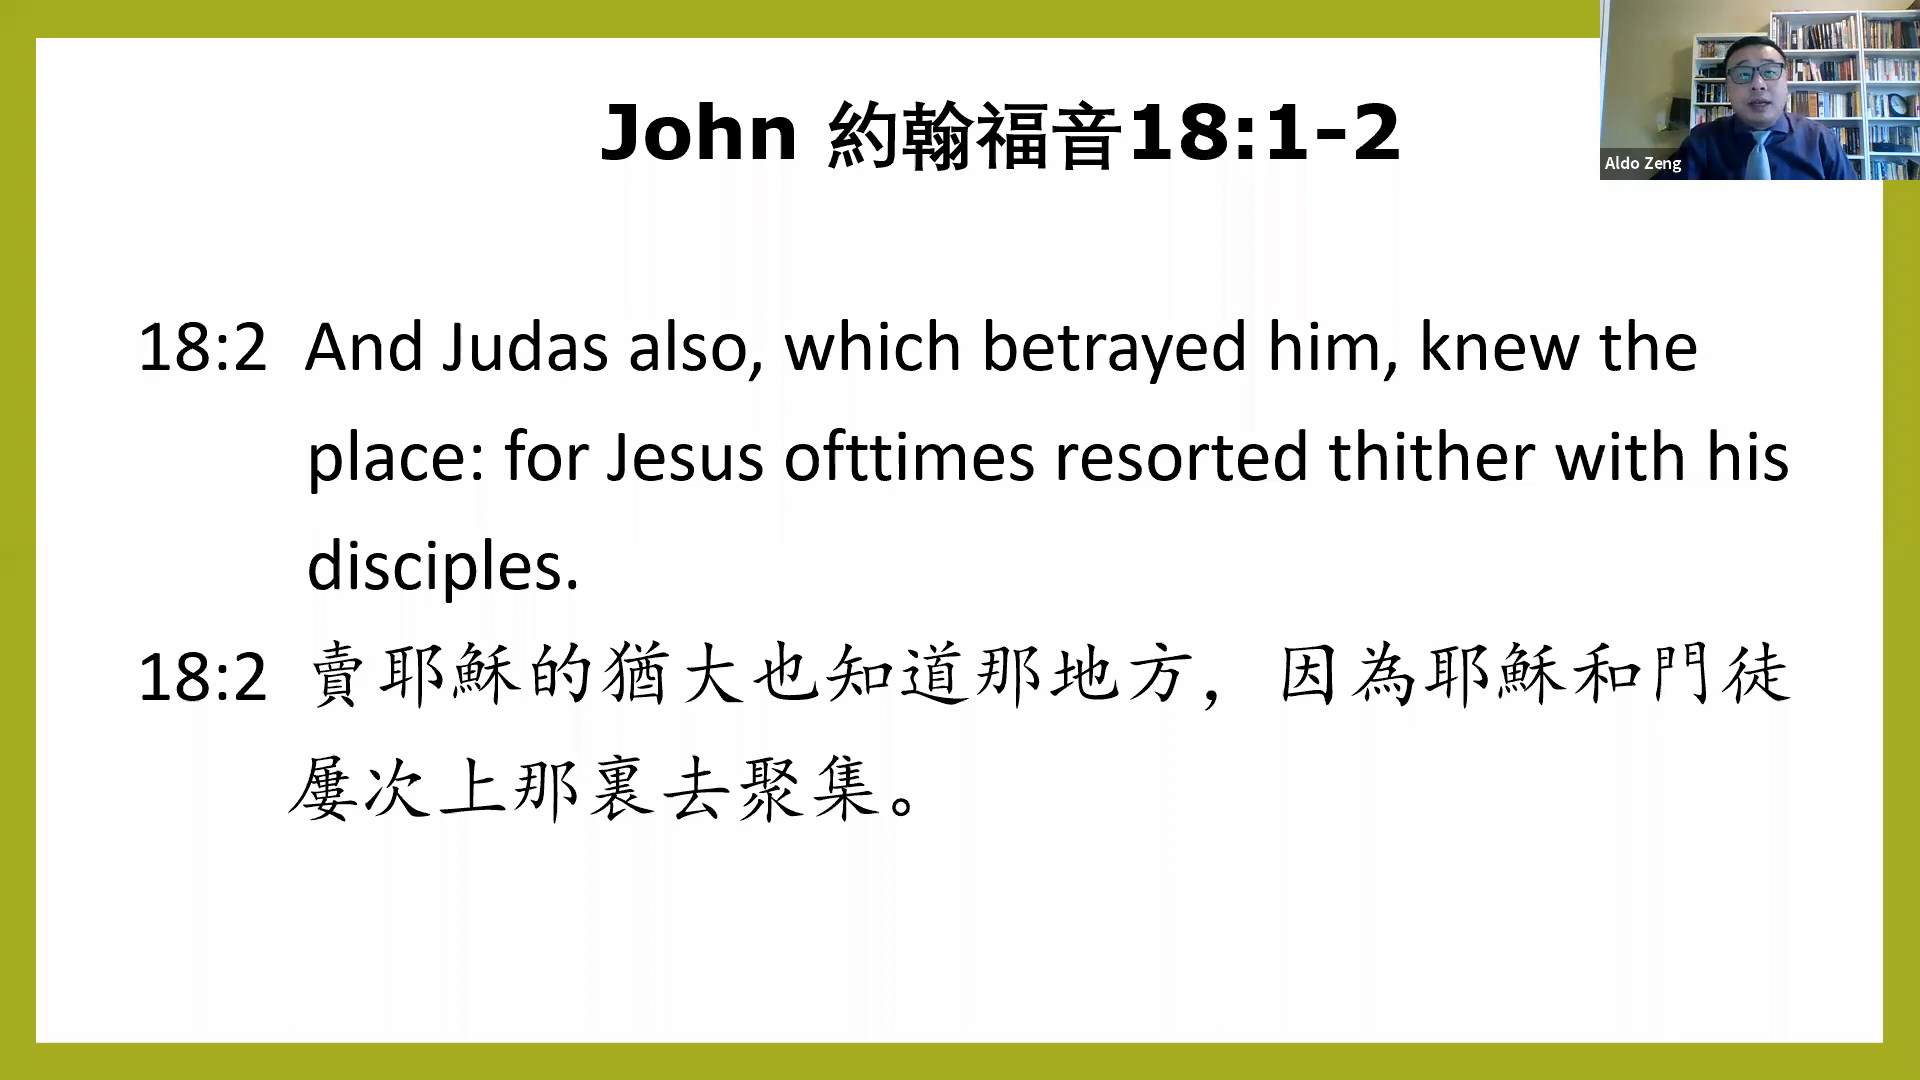 John 約翰福音18:1-2
Aldo Zeng
18:2 And Judas also, which betrayed him, knew the
place: for Jesus ofttimes resorted thither with his
disciples.
18:2 賣耶穌的猶大也知道那地方，因為耶穌和門徒
屢次上那裏去聚集。